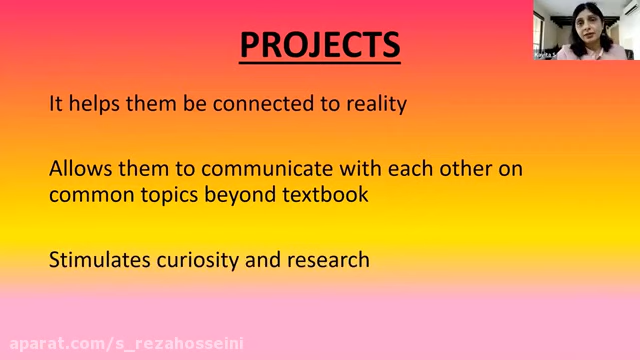 PROJECTS
Kavita S
It helps them be connected to reality
Allows them to communicate with each other on
common topics beyond textbook
Stimulates curiosity and research
aparat.com/s_rezahosseini